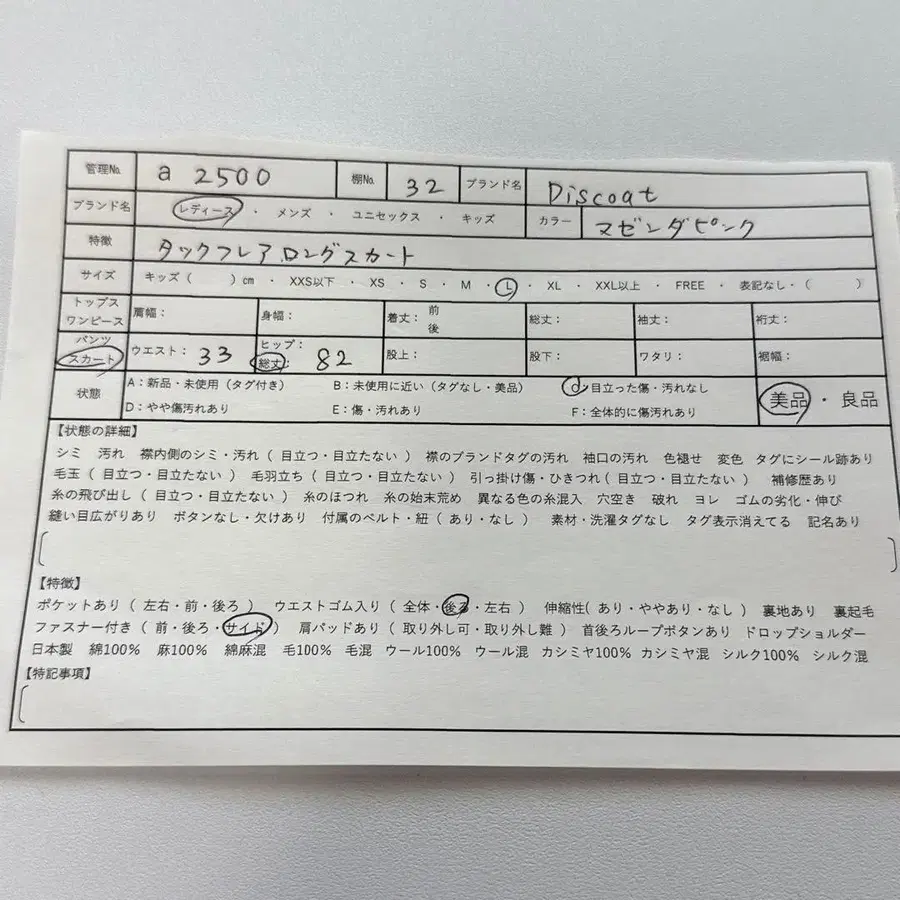 管理No. a 2500 棚No. 32 ブランド名 Discoat
ブランド名 レディース ・ メンズ ・ ユニセックス ・ キッズ カラー マゼンダピンク
特徴 タックフレアロングスカート
サイズ キッズ（ ）cm ・ XXS以下 ・ XS ・ S ・ M ・ L ・ XL ・ XXL以上 ・ FREE ・ 表記なし・（ ）
トップス
ワンピース 肩幅： 身幅： 着丈：前 後 総丈： 袖丈： 裄丈：
パンツ
スカート ウエスト： 33 ヒップ： 総丈： 82 股上： 股下： ワタリ： 裾幅：
状態 A：新品・未使用（タグ付き） B：未使用に近い（タグなし・美品） 目立った傷・汚れなし 美品 ・ 良品
D：やや傷汚れあり E：傷・汚れあり F：全体的に傷汚れあり
【状態の詳細】
シミ 汚れ 襟内側のシミ・汚れ（ 目立つ・目立たない ） 襟のブランドタグの汚れ 袖口の汚れ 色褪せ 変色 タグにシール跡あり
毛玉（ 目立つ・目立たない ） 毛羽立ち（ 目立つ・目立たない ） 引っ掛け傷・ひきつれ（ 目立つ・目立たない ） 補修歴あり
糸の飛び出し（ 目立つ・目立たない ） 糸のほつれ 糸の始末荒め 異なる色の糸混入 穴空き 破れ ヨレ ゴムの劣化・伸び
縫い目広がりあり ボタンなし・欠けあり 付属のベルト・紐（ あり・なし ） 素材・洗濯タグなし タグ表示消えてる 記名あり
【特徴】
ポケットあり（ 左右・前・後ろ ） ウエストゴム入り（ 全体・後ろ・左右 ） 伸縮性( あり・ややあり・なし ） 裏地あり 裏起毛
ファスナー付き（ 前・後ろ・サイド ） 肩パッドあり（ 取り外し可・取り外し難 ） 首後ろループボタンあり ドロップショルダー
日本製 綿100% 麻100% 綿麻混 毛100% 毛混 ウール100% ウール混 カシミヤ100% カシミヤ混 シルク100% シルク混
【特記事項】